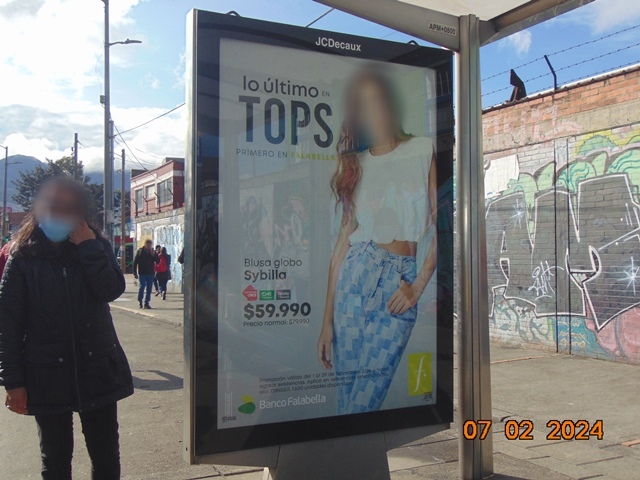 APM+0800
JCDecaux
lo último EN
TOPS
PRIMERO EN FALABELLA
Blusa globo
Sybilla
$59.990
Precio normal: $79.990
Banco Falabella
f.
07 02 2024